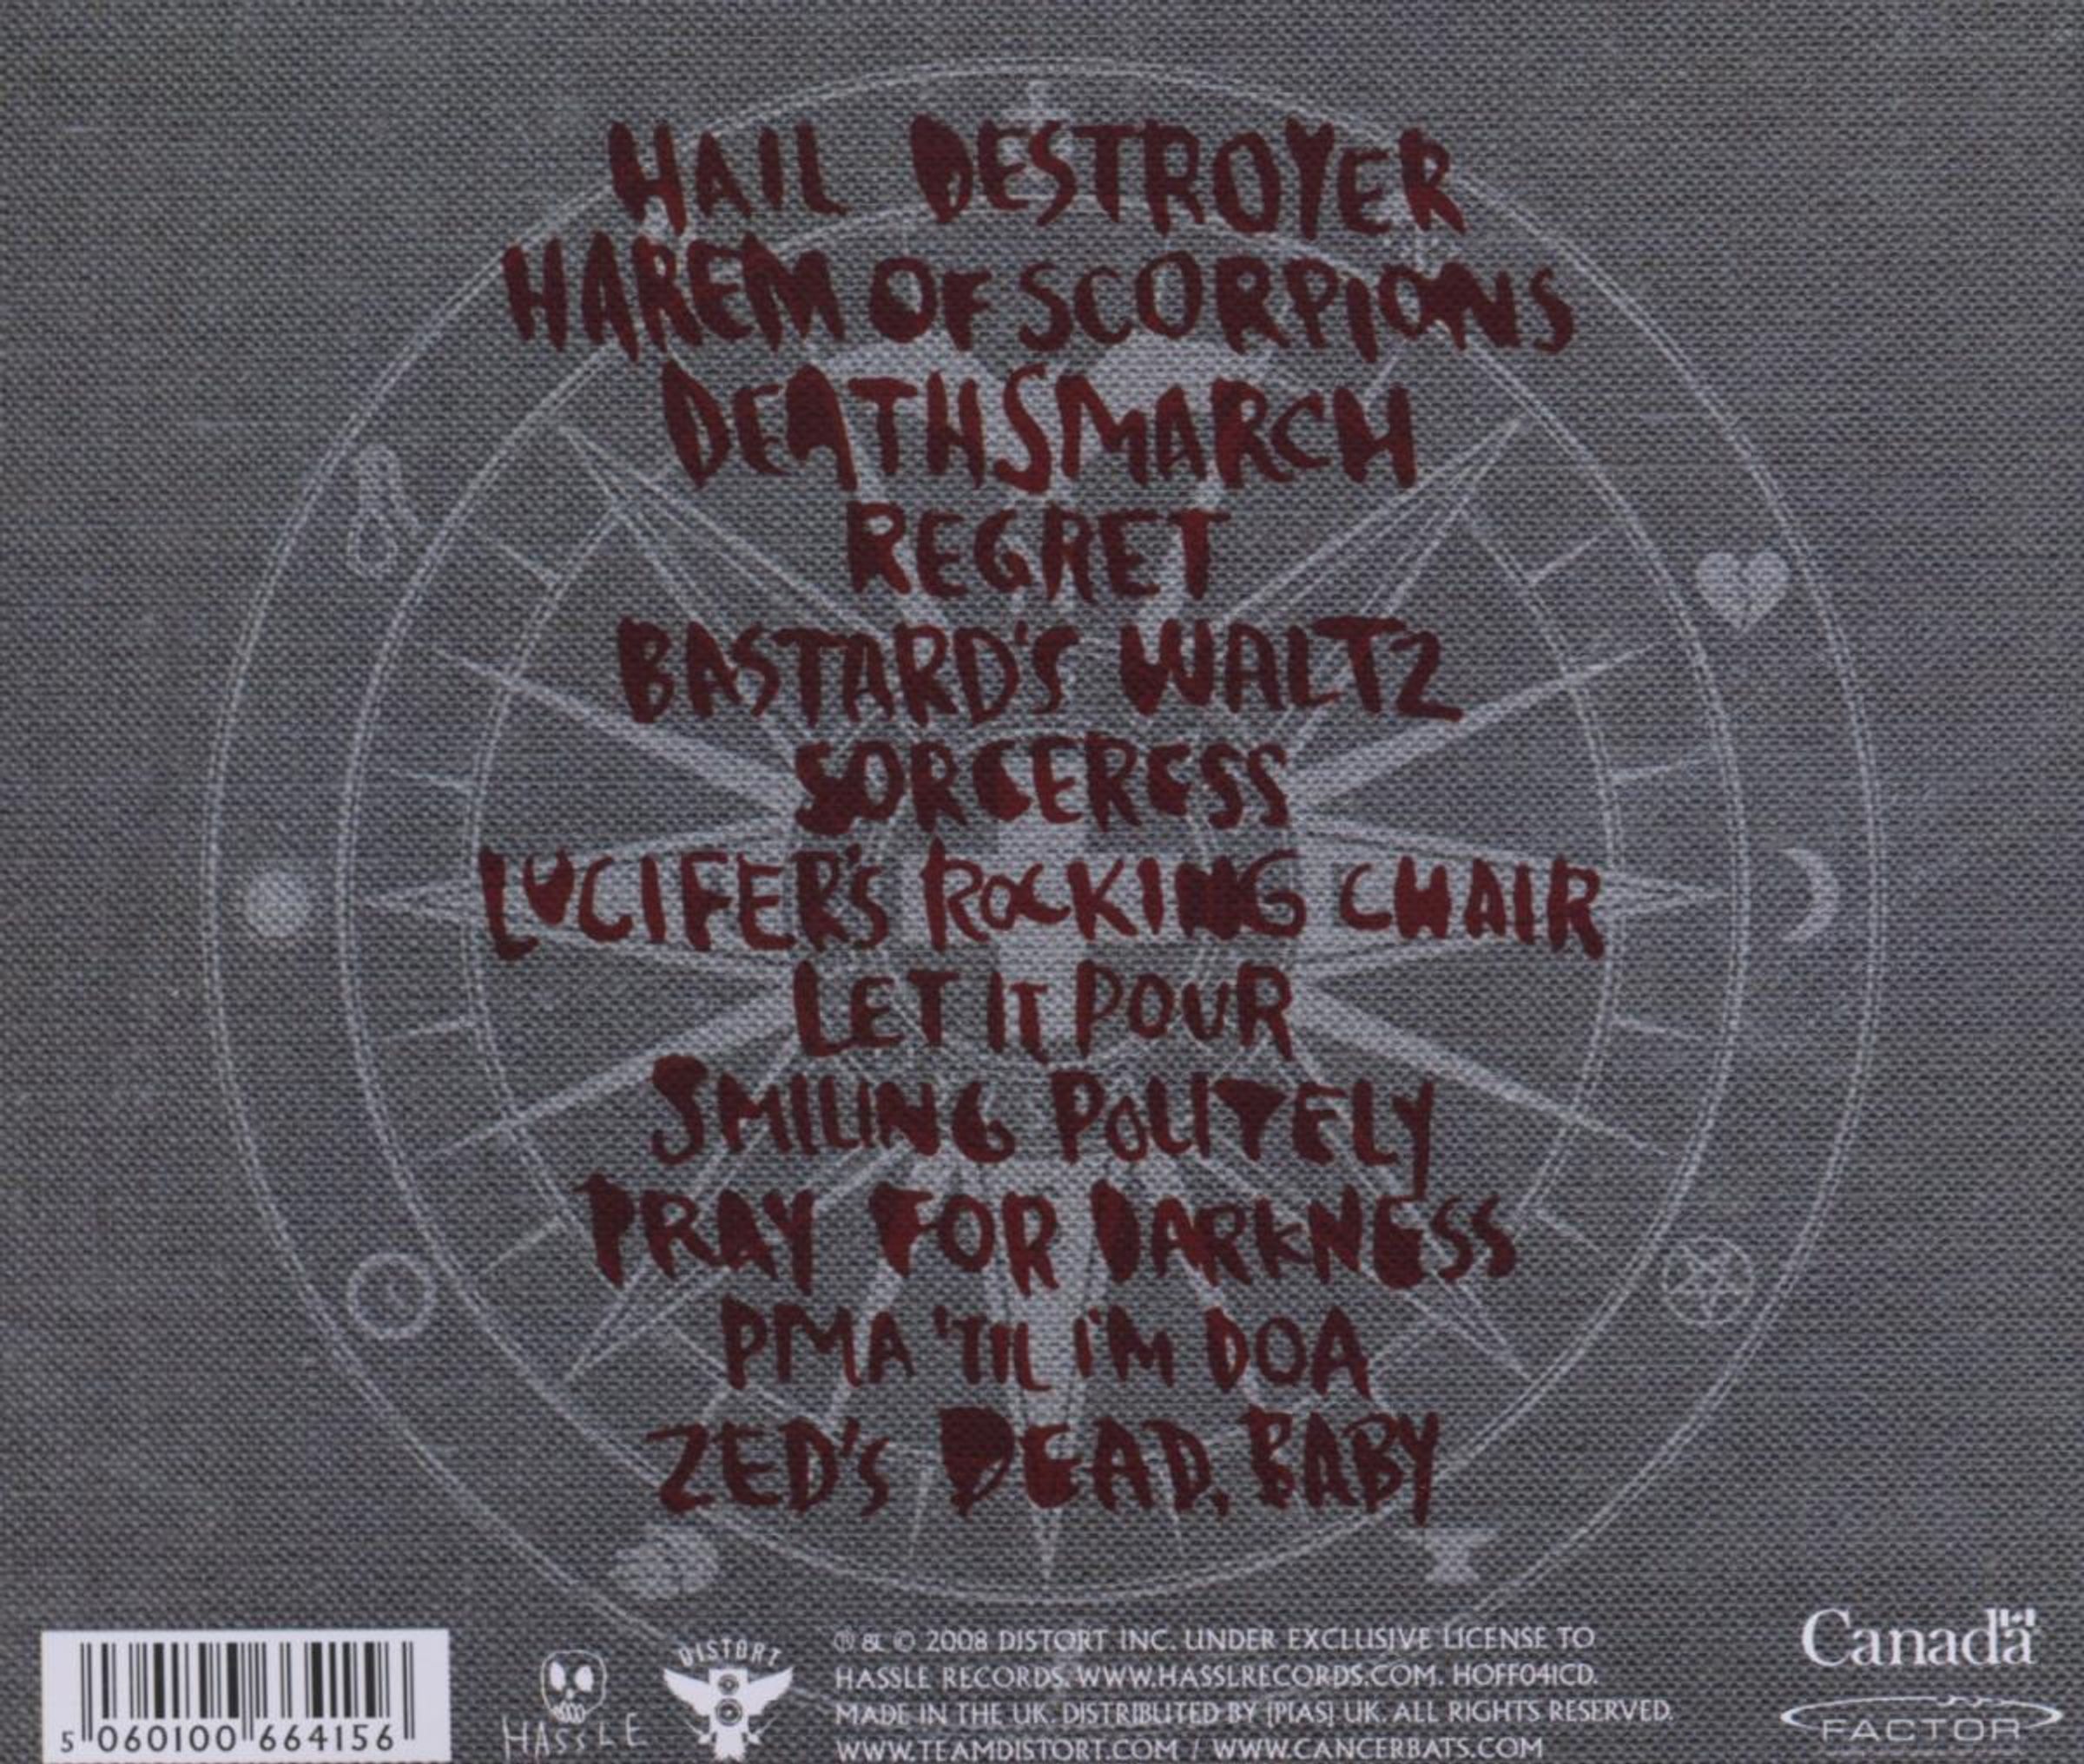 HAIL DESTROYER
HAREM OF SCORPIONS
DEATHSMARCH
REGRET
BASTARD'S WALTZ
SORCERESS
LUCIFER'S ROCKING CHAIR
LET IT POUR
SMILING POLITELY
PRAY FOR DARKNESS
PMA 'TIL I'M DOA
ZED'S DEAD, BABY
5 060100 664156
HASSLE
DISTORT
℗ & © 2008 DISTORT INC. UNDER EXCLUSIVE LICENSE TO
HASSLE RECORDS. WWW.HASSLRECORDS.COM. HOFF041CD.
MADE IN THE UK. DISTRIBUTED BY [PIAS] UK. ALL RIGHTS RESERVED.
WWW.TEAMDISTORT.COM / WWW.CANCERBATS.COM
Canada
FACTOR